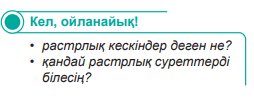 Кел, ойланайық!
• растрлық кескіндер деген не?
• қандай растрлық суреттерді
білесің?